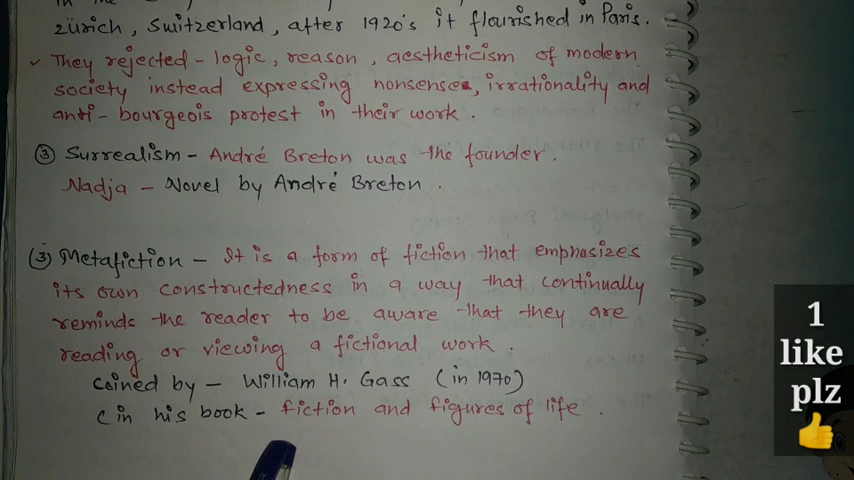 in the
zürich, Switzerland, after 1920's it flourished in Paris.
✓ They rejected - logic, reason, aestheticism of modern
society instead expressing nonsense, irrationality and
anti-bourgeois protest in their work.
③ Surrealism - André Breton was the founder.
Nadja - Novel by André Breton.
(3) Metafiction - It is a form of fiction that emphasizes
its own constructedness in a way that continually
reminds the reader to be aware that they are
reading or viewing a fictional work.
Coined by - William H. Gass (in 1970)
(in his book - fiction and figures of life.
1
like
plz
👍